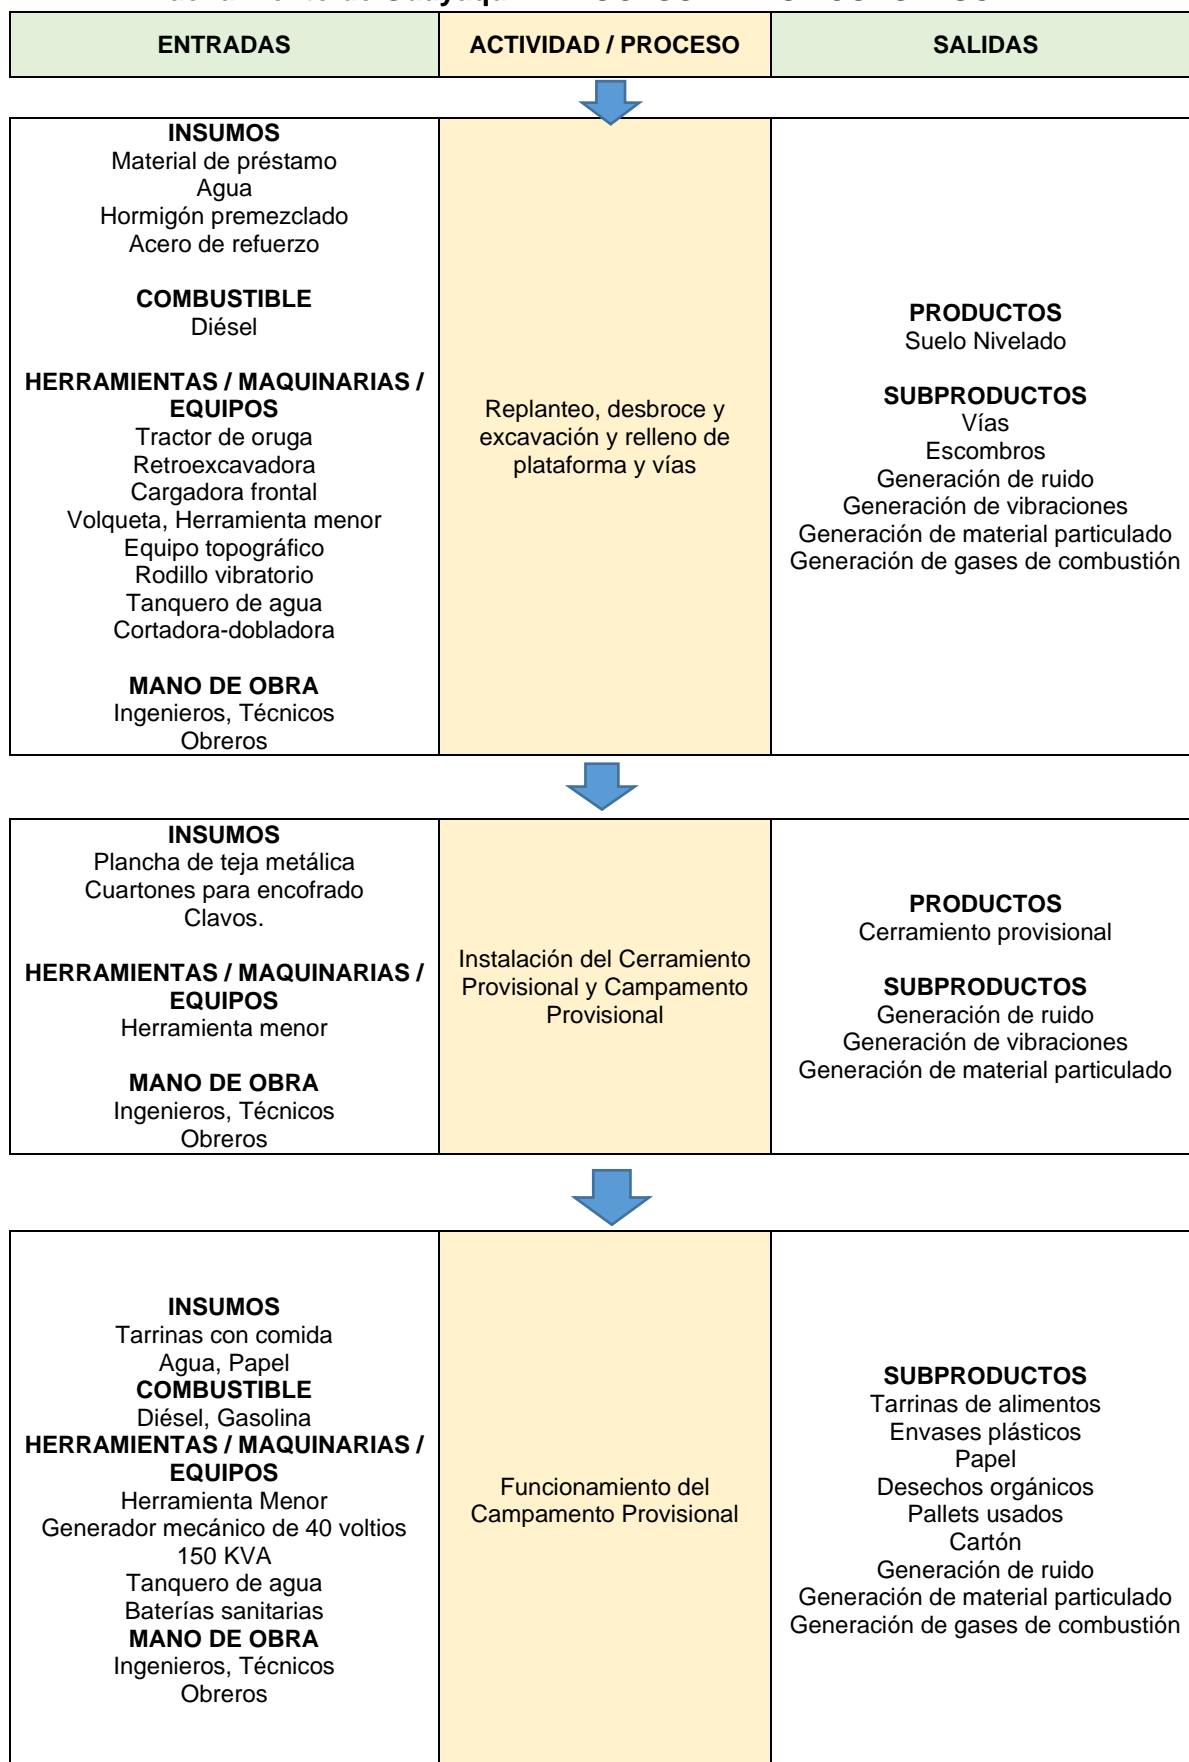 ENTRADAS
ACTIVIDAD / PROCESO
SALIDAS
INSUMOS
Material de préstamo
Agua
Hormigón premezclado
Acero de refuerzo
COMBUSTIBLE
Diésel
HERRAMIENTAS / MAQUINARIAS /
EQUIPOS
Tractor de oruga
Retroexcavadora
Cargadora frontal
Volqueta, Herramienta menor
Equipo topográfico
Rodillo vibratorio
Tanquero de agua
Cortadora-dobladora
MANO DE OBRA
Ingenieros, Técnicos
Obreros
Replanteo, desbroce y
excavación y relleno de
plataforma y vías
PRODUCTOS
Suelo Nivelado
SUBPRODUCTOS
Vías
Escombros
Generación de ruido
Generación de vibraciones
Generación de material particulado
Generación de gases de combustión
INSUMOS
Plancha de teja metálica
Cuartones para encofrado
Clavos.
HERRAMIENTAS / MAQUINARIAS /
EQUIPOS
Herramienta menor
MANO DE OBRA
Ingenieros, Técnicos
Obreros
Instalación del Cerramiento
Provisional y Campamento
Provisional
PRODUCTOS
Cerramiento provisional
SUBPRODUCTOS
Generación de ruido
Generación de vibraciones
Generación de material particulado
INSUMOS
Tarrinas con comida
Agua, Papel
COMBUSTIBLE
Diésel, Gasolina
HERRAMIENTAS / MAQUINARIAS /
EQUIPOS
Herramienta Menor
Generador mecánico de 40 voltios
150 KVA
Tanquero de agua
Baterías sanitarias
MANO DE OBRA
Ingenieros, Técnicos
Obreros
Funcionamiento del
Campamento Provisional
SUBPRODUCTOS
Tarrinas de alimentos
Envases plásticos
Papel
Desechos orgánicos
Pallets usados
Cartón
Generación de ruido
Generación de material particulado
Generación de gases de combustión